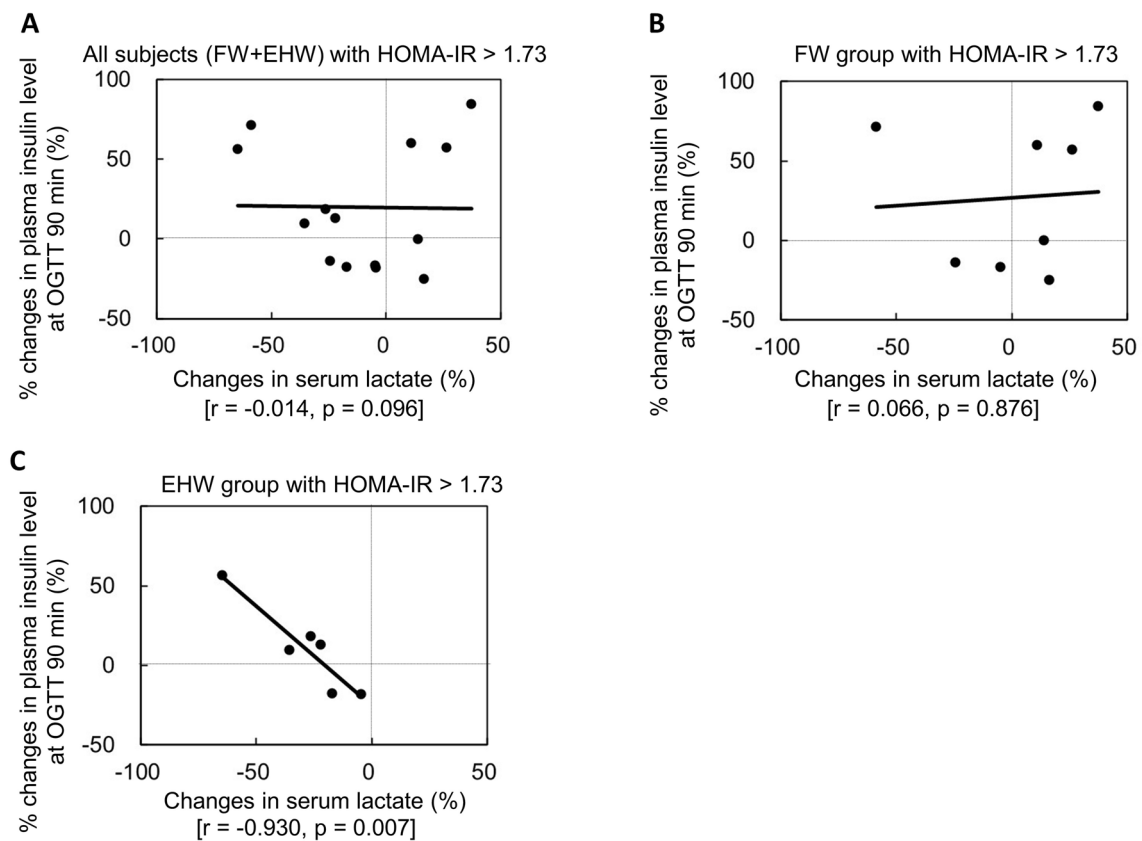 A
All subjects (FW+EHW) with HOMA-IR > 1.73
% changes in plasma insulin level
at OGTT 90 min (%)
100
50
0
-50
-100
-50
0
50
Changes in serum lactate (%)
[r = -0.014, p = 0.096]
B
FW group with HOMA-IR > 1.73
% changes in plasma insulin level
at OGTT 90 min (%)
100
50
0
-50
-100
-50
0
50
Changes in serum lactate (%)
[r = 0.066, p = 0.876]
C
EHW group with HOMA-IR > 1.73
% changes in plasma insulin level
at OGTT 90 min (%)
100
50
0
-50
-100
-50
0
50
Changes in serum lactate (%)
[r = -0.930, p = 0.007]